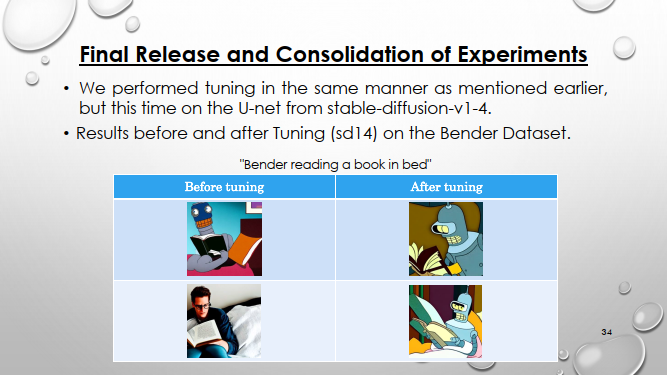 Final Release and Consolidation of Experiments
• We performed tuning in the same manner as mentioned earlier,
but this time on the U-net from stable-diffusion-v1-4.
• Results before and after Tuning (sd14) on the Bender Dataset.
"Bender reading a book in bed"
Before tuning After tuning
34